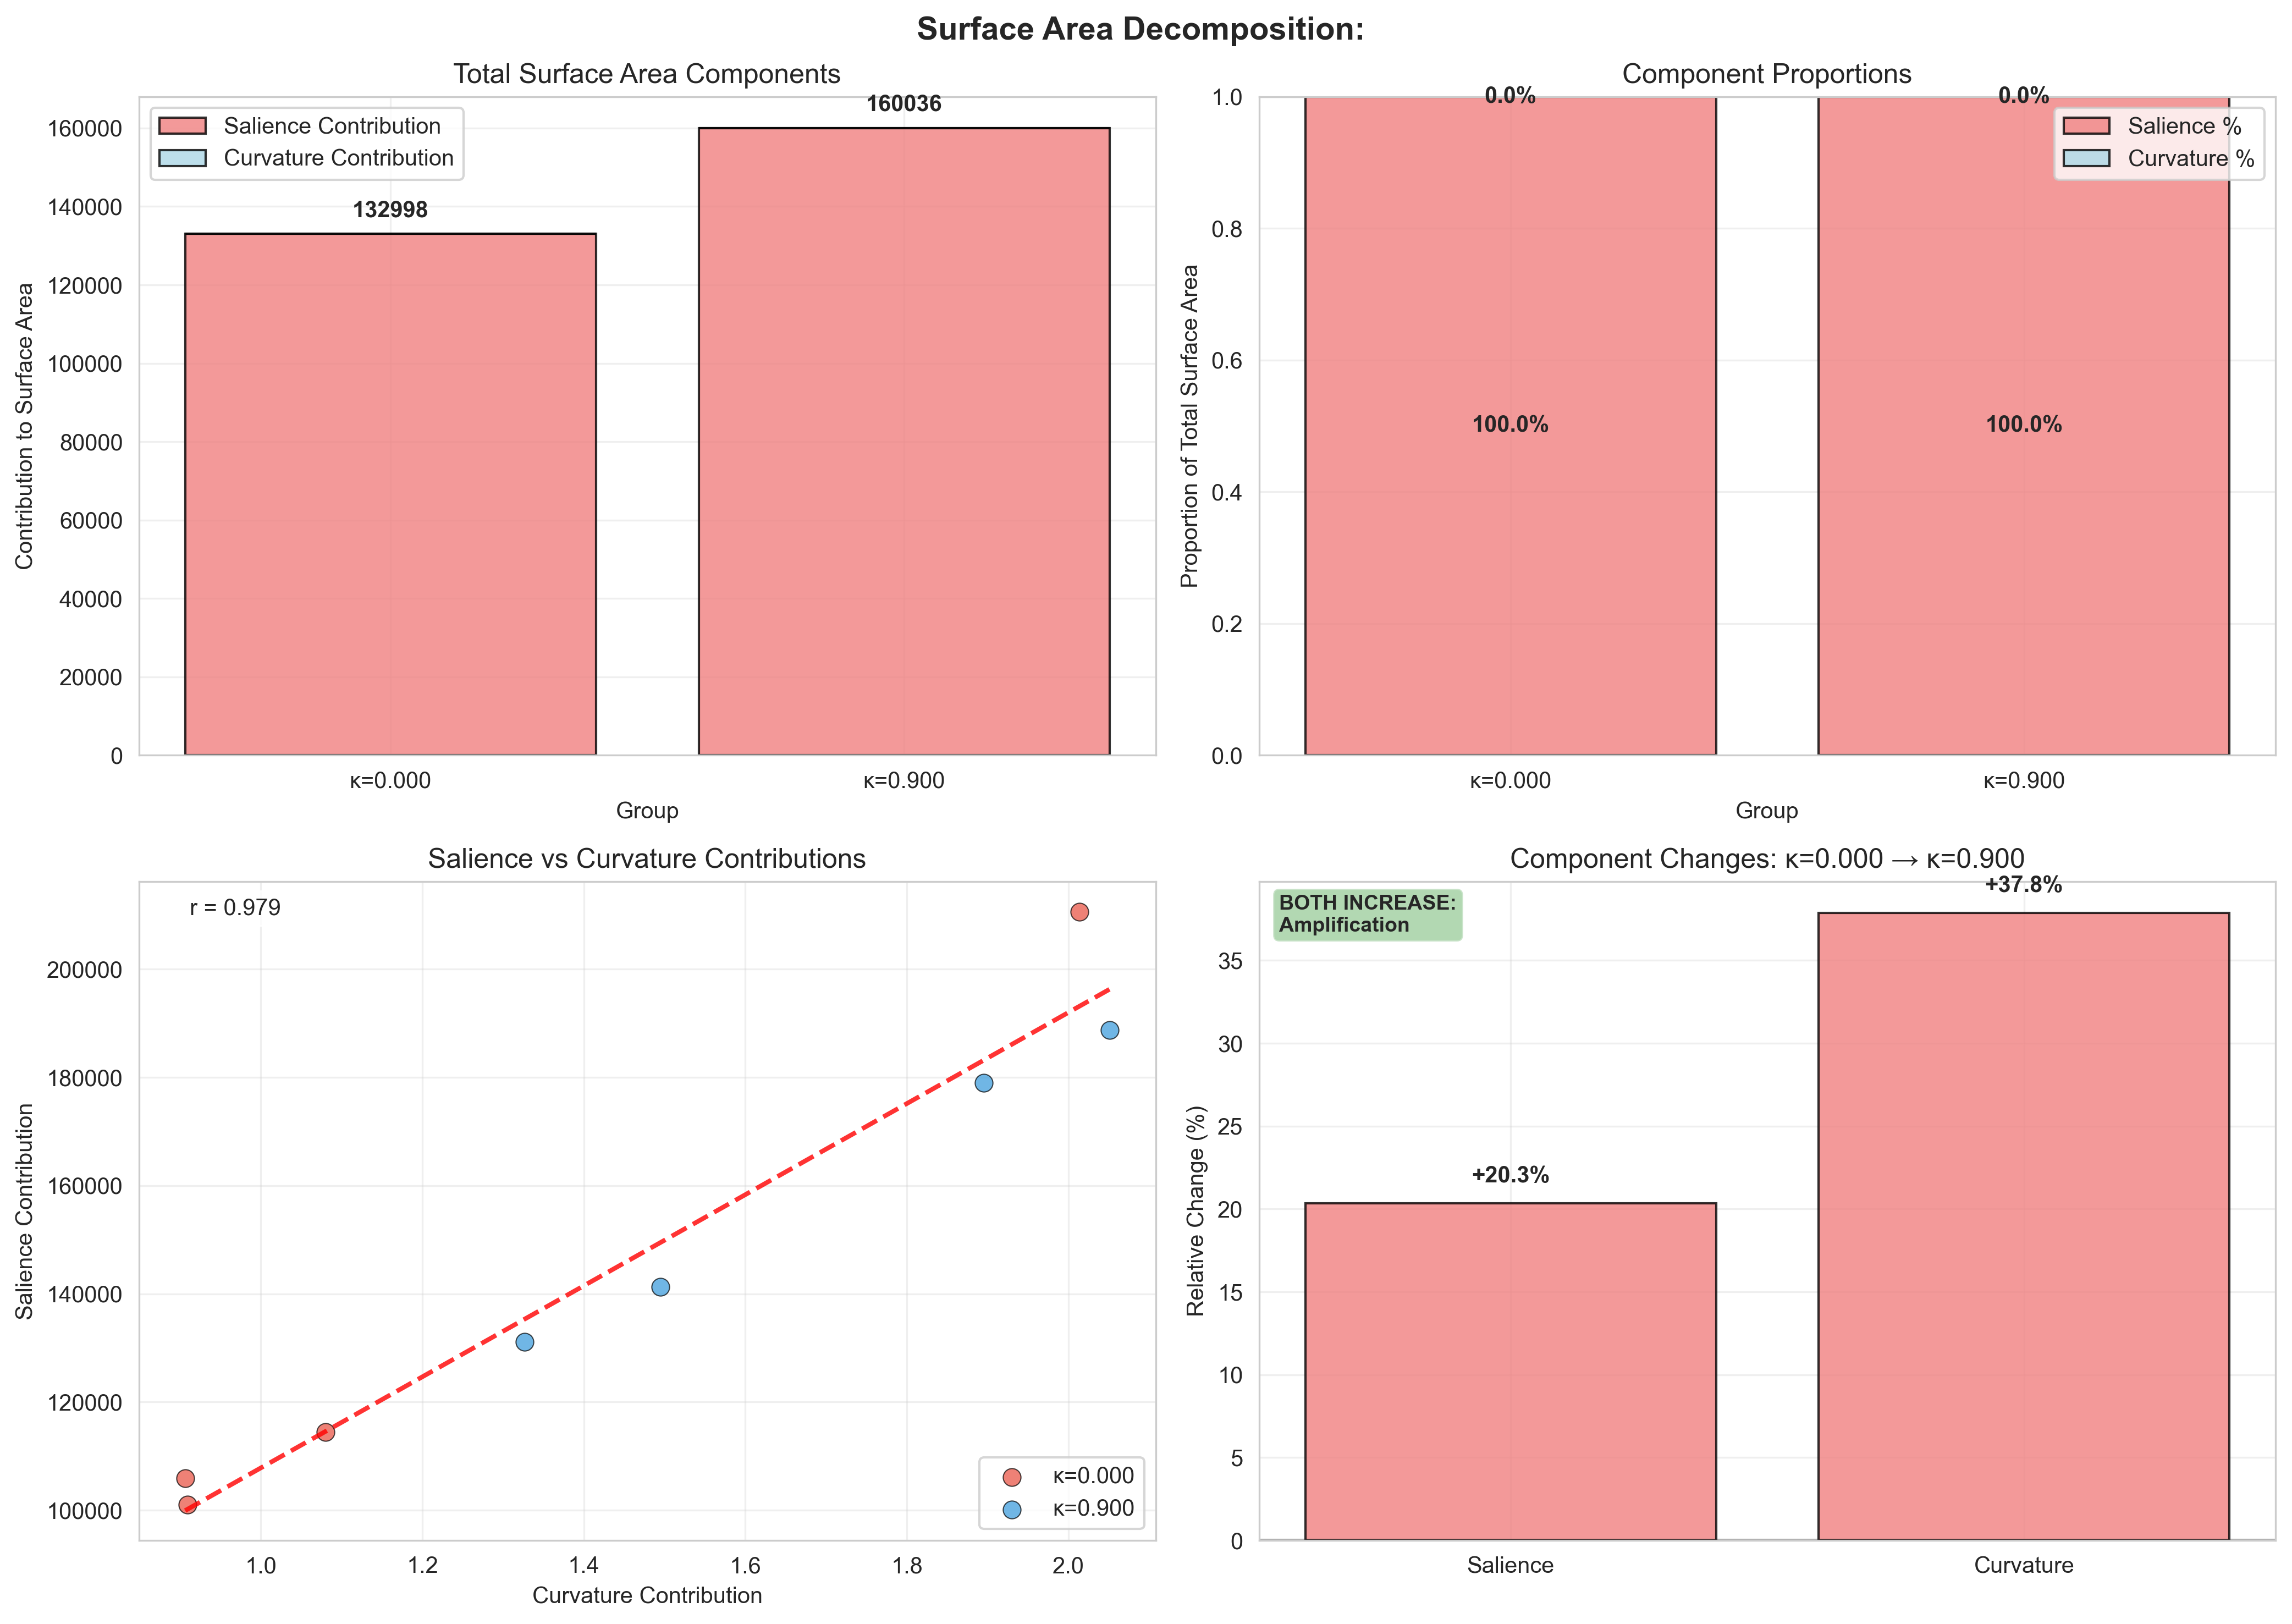 Surface Area Decomposition:
Total Surface Area Components
160036
132998
Salience Contribution
Curvature Contribution
Contribution to Surface Area
160000
140000
120000
100000
80000
60000
40000
20000
0
κ=0.000
κ=0.900
Group
Component Proportions
0.0%
0.0%
Salience %
Curvature %
100.0%
100.0%
Proportion of Total Surface Area
1.0
0.8
0.6
0.4
0.2
0.0
κ=0.000
κ=0.900
Group
Salience vs Curvature Contributions
r = 0.979
Salience Contribution
200000
180000
160000
140000
120000
100000
κ=0.000
κ=0.900
1.0
1.2
1.4
1.6
1.8
2.0
Curvature Contribution
Component Changes: κ=0.000 → κ=0.900
BOTH INCREASE:
Amplification
+37.8%
+20.3%
Relative Change (%)
35
30
25
20
15
10
5
0
Salience
Curvature